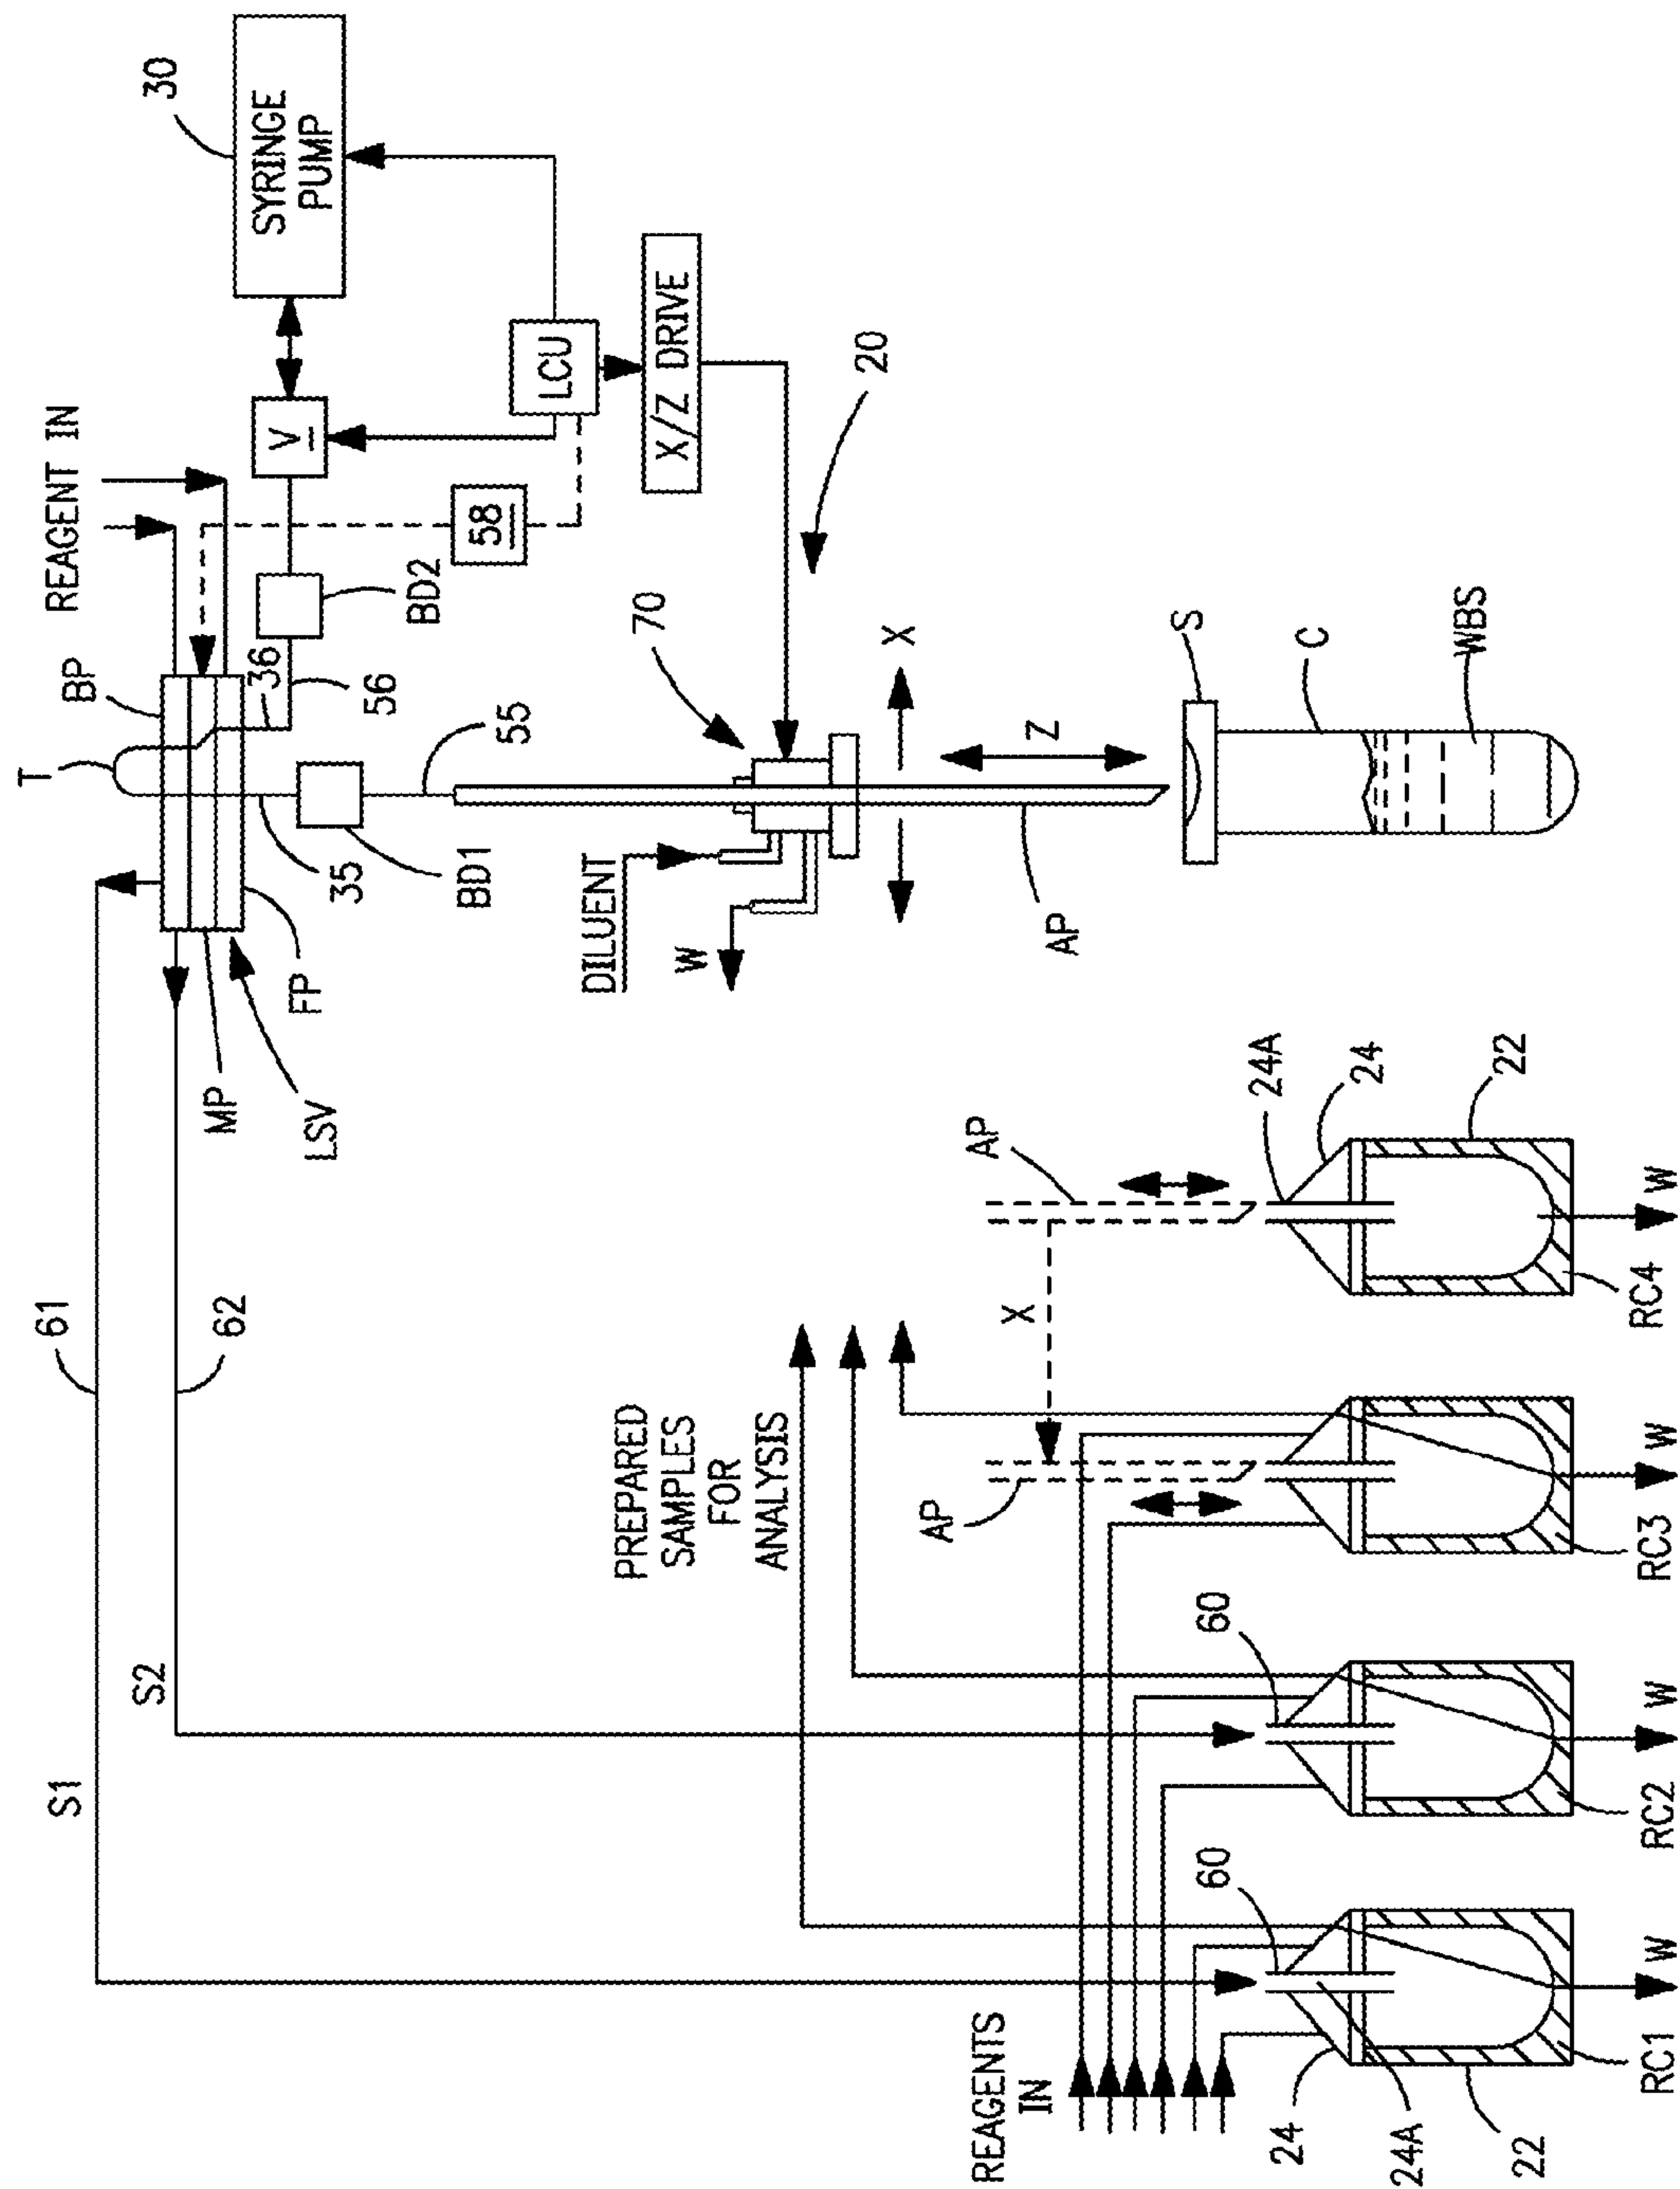 30
SYRINGE
PUMP
REAGENT IN
V
LCU
X/Z DRIVE
58
20
BD2
BP
36
56
T
55
70
X
Z
S
C
WBS
35
BD1
DILUENT
W
AP
FP
MP
LSV
61
62
S2
S1
PREPARED
SAMPLES
FOR
ANALYSIS
AP
X
AP
24A
24
22
W
RC4
W
RC3
60
W
RC2
60
W
RC1
REAGENTS
IN
24
24A
22